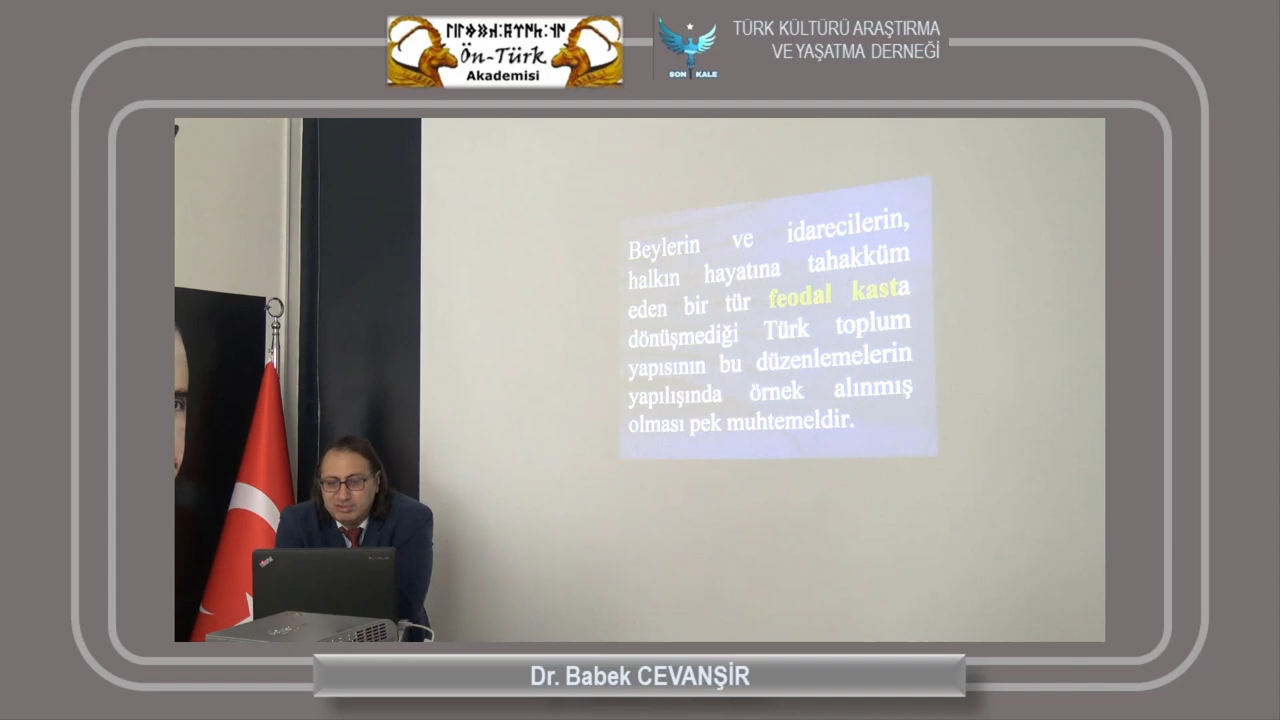 Ön-Türk
Akademisi
SON KALE
TÜRK KÜLTÜRÜ ARAŞTIRMA
VE YAŞATMA DERNEĞİ
Beylerin ve idarecilerin,
halkın hayatına tahakküm
eden bir tür feodal kasta
dönüşmediği Türk toplum
yapısının bu düzenlemelerin
yapılışında örnek alınmış
olması pek muhtemeldir.
Dr. Babek CEVANŞİR